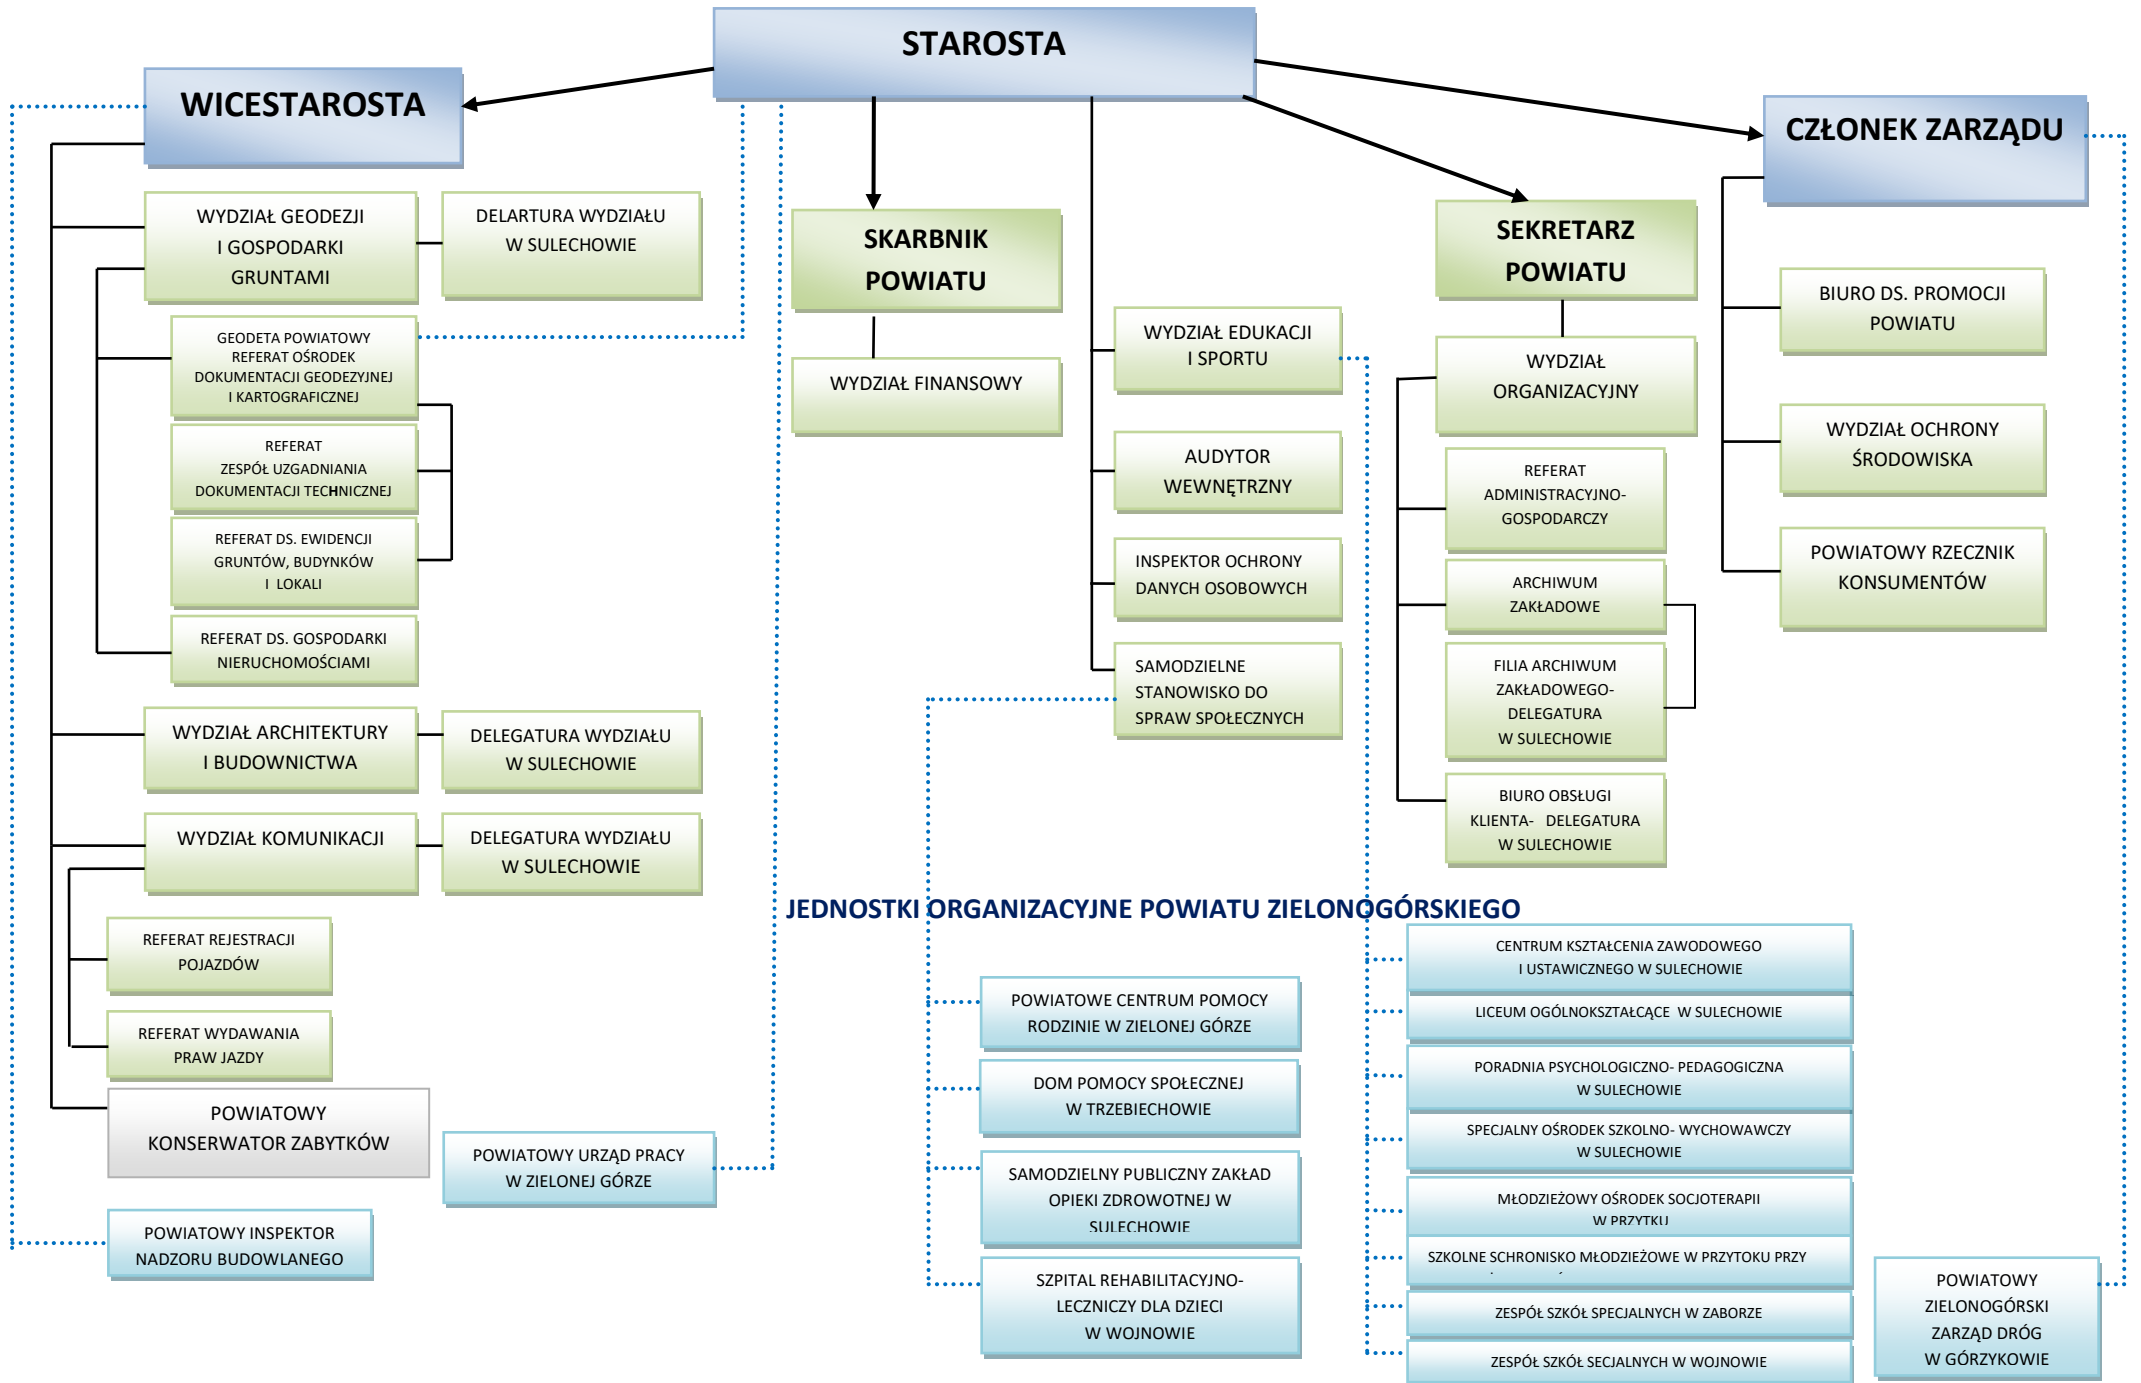 STAROSTA
WICESTAROSTA
CZŁONEK ZARZĄDU
WYDZIAŁ GEODEZJI
I GOSPODARKI
GRUNTAMI
DELARTURA WYDZIAŁU
W SULECHOWIE
GEODETA POWIATOWY
REFERAT OŚRODEK
DOKUMENTACJI GEODEZYJNEJ
I KARTOGRAFICZNEJ
REFERAT
ZESPÓŁ UZGADNIANIA
DOKUMENTACJI TECHNICZNEJ
REFERAT DS. EWIDENCJI
GRUNTÓW, BUDYNKÓW
I LOKALI
REFERAT DS. GOSPODARKI
NIERUCHOMOŚCIAMI
WYDZIAŁ ARCHITEKTURY
I BUDOWNICTWA
DELEGATURA WYDZIAŁU
W SULECHOWIE
WYDZIAŁ KOMUNIKACJI
DELEGATURA WYDZIAŁU
W SULECHOWIE
REFERAT REJESTRACJI
POJAZDÓW
REFERAT WYDAWANIA
PRAW JAZDY
POWIATOWY
KONSERWATOR ZABYTKÓW
POWIATOWY URZĄD PRACY
W ZIELONEJ GÓRZE
POWIATOWY INSPEKTOR
NADZORU BUDOWLANEGO
SKARBNIK
POWIATU
WYDZIAŁ FINANSOWY
WYDZIAŁ EDUKACJI
I SPORTU
AUDYTOR
WEWNĘTRZNY
INSPEKTOR OCHRONY
DANYCH OSOBOWYCH
SAMODZIELNE
STANOWISKO DO
SPRAW SPOŁECZNYCH
SEKRETARZ
POWIATU
WYDZIAŁ
ORGANIZACYJNY
REFERAT
ADMINISTRACYJNO-
GOSPODARCZY
ARCHIWUM
ZAKŁADOWE
FILIA ARCHIWUM
ZAKŁADOWEGO-
DELEGATURA
W SULECHOWIE
BIURO OBSŁUGI
KLIENTA- DELEGATURA
W SULECHOWIE
BIURO DS. PROMOCJI
POWIATU
WYDZIAŁ OCHRONY
ŚRODOWISKA
POWIATOWY RZECZNIK
KONSUMENTÓW
JEDNOSTKI ORGANIZACYJNE POWIATU ZIELONOGÓRSKIEGO
POWIATOWE CENTRUM POMOCY
RODZINIE W ZIELONEJ GÓRZE
DOM POMOCY SPOŁECZNEJ
W TRZEBIECHOWIE
SAMODZIELNY PUBLICZNY ZAKŁAD
OPIEKI ZDROWOTNEJ W
SULECHOWIE
SZPITAL REHABILITACYJNO-
LECZNICZY DLA DZIECI
W WOJNOWIE
CENTRUM KSZTAŁCENIA ZAWODOWEGO
I USTAWICZNEGO W SULECHOWIE
LICEUM OGÓLNOKSZTAŁCĄCE W SULECHOWIE
PORADNIA PSYCHOLOGICZNO- PEDAGOGICZNA
W SULECHOWIE
SPECJALNY OŚRODEK SZKOLNO- WYCHOWAWCZY
W SULECHOWIE
MŁODZIEŻOWY OŚRODEK SOCJOTERAPII
W PRZYTKU
SZKOLNE SCHRONISKO MŁODZIEŻOWE W PRZYTOKU PRZY
ZESPÓŁ SZKÓŁ SPECJALNYCH W ZABORZE
ZESPÓŁ SZKÓŁ SECJALNYCH W WOJNOWIE
POWIATOWY
ZIELONOGÓRSKI
ZARZĄD DRÓG
W GÓRZYKOWIE